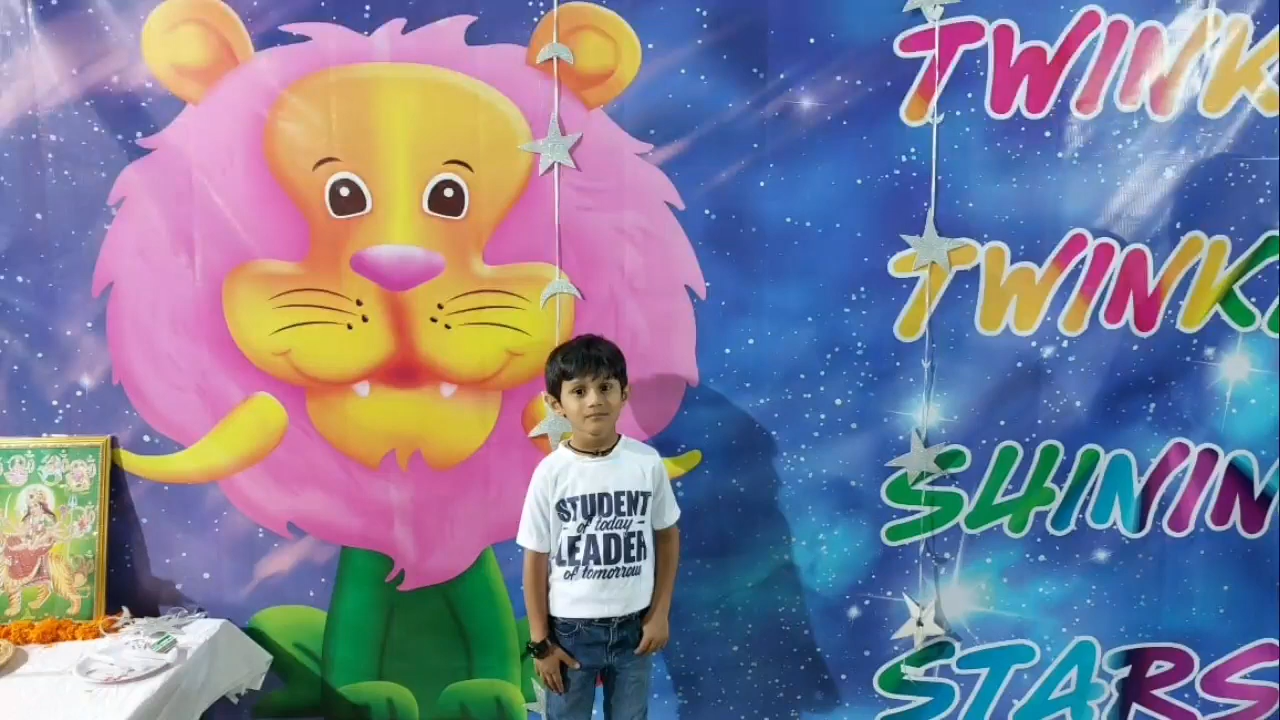 TWINK
TWINK
SHININ
STARS
STUDENT
of today
LEADER
of tomorrow